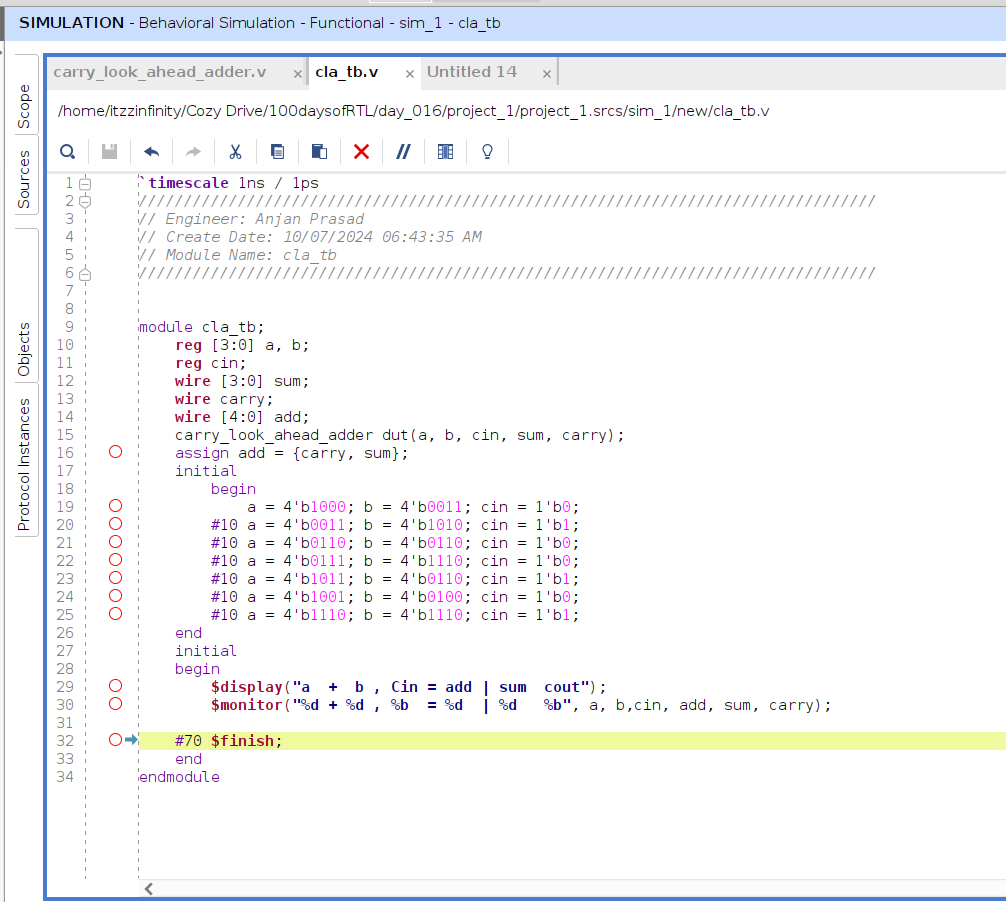 SIMULATION - Behavioral Simulation - Functional - sim_1 - cla_tb
Scope
Sources
Objects
Protocol Instances
carry_look_ahead_adder.v × cla_tb.v × Untitled 14 ×
/home/itzzinfinity/Cozy Drive/100daysofRTL/day_016/project_1/project_1.srcs/sim_1/new/cla_tb.v
1 `timescale 1ns / 1ps
2 //////////////////////////////////////////////////////////////////////////////////
3 // Engineer: Anjan Prasad
4 // Create Date: 10/07/2024 06:43:35 AM
5 // Module Name: cla_tb
6 //////////////////////////////////////////////////////////////////////////////////
7
8
9 module cla_tb;
10     reg [3:0] a, b;
11     reg cin;
12     wire [3:0] sum;
13     wire carry;
14     wire [4:0] add;
15     carry_look_ahead_adder dut(a, b, cin, sum, carry);
16     assign add = {carry, sum};
17     initial
18         begin
19             a = 4'b1000; b = 4'b0011; cin = 1'b0;
20         #10 a = 4'b0011; b = 4'b1010; cin = 1'b1;
21         #10 a = 4'b0110; b = 4'b0110; cin = 1'b0;
22         #10 a = 4'b0111; b = 4'b1110; cin = 1'b0;
23         #10 a = 4'b1011; b = 4'b0110; cin = 1'b1;
24         #10 a = 4'b1001; b = 4'b0100; cin = 1'b0;
25         #10 a = 4'b1110; b = 4'b1110; cin = 1'b1;
26     end
27     initial
28     begin
29         $display("a  +  b , Cin = add | sum  cout");
30         $monitor("%d + %d , %b  = %d  | %d   %b", a, b,cin, add, sum, carry);
31
32     #70 $finish;
33     end
34 endmodule